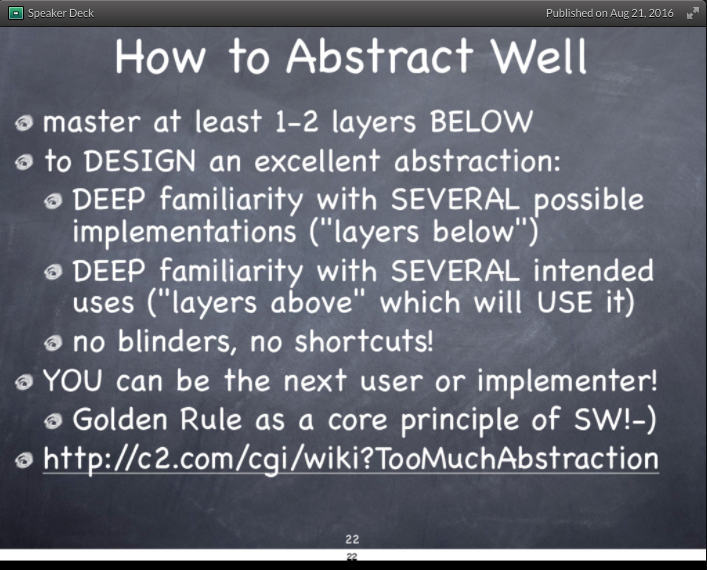 Speaker Deck
Published on Aug 21, 2016
How to Abstract Well
master at least 1-2 layers BELOW
to DESIGN an excellent abstraction:
DEEP familiarity with SEVERAL possible
implementations ("layers below")
DEEP familiarity with SEVERAL intended
uses ("layers above" which will USE it)
no blinders, no shortcuts!
YOU can be the next user or implementer!
Golden Rule as a core principle of SW!-)
http://c2.com/cgi/wiki?TooMuchAbstraction
22
22